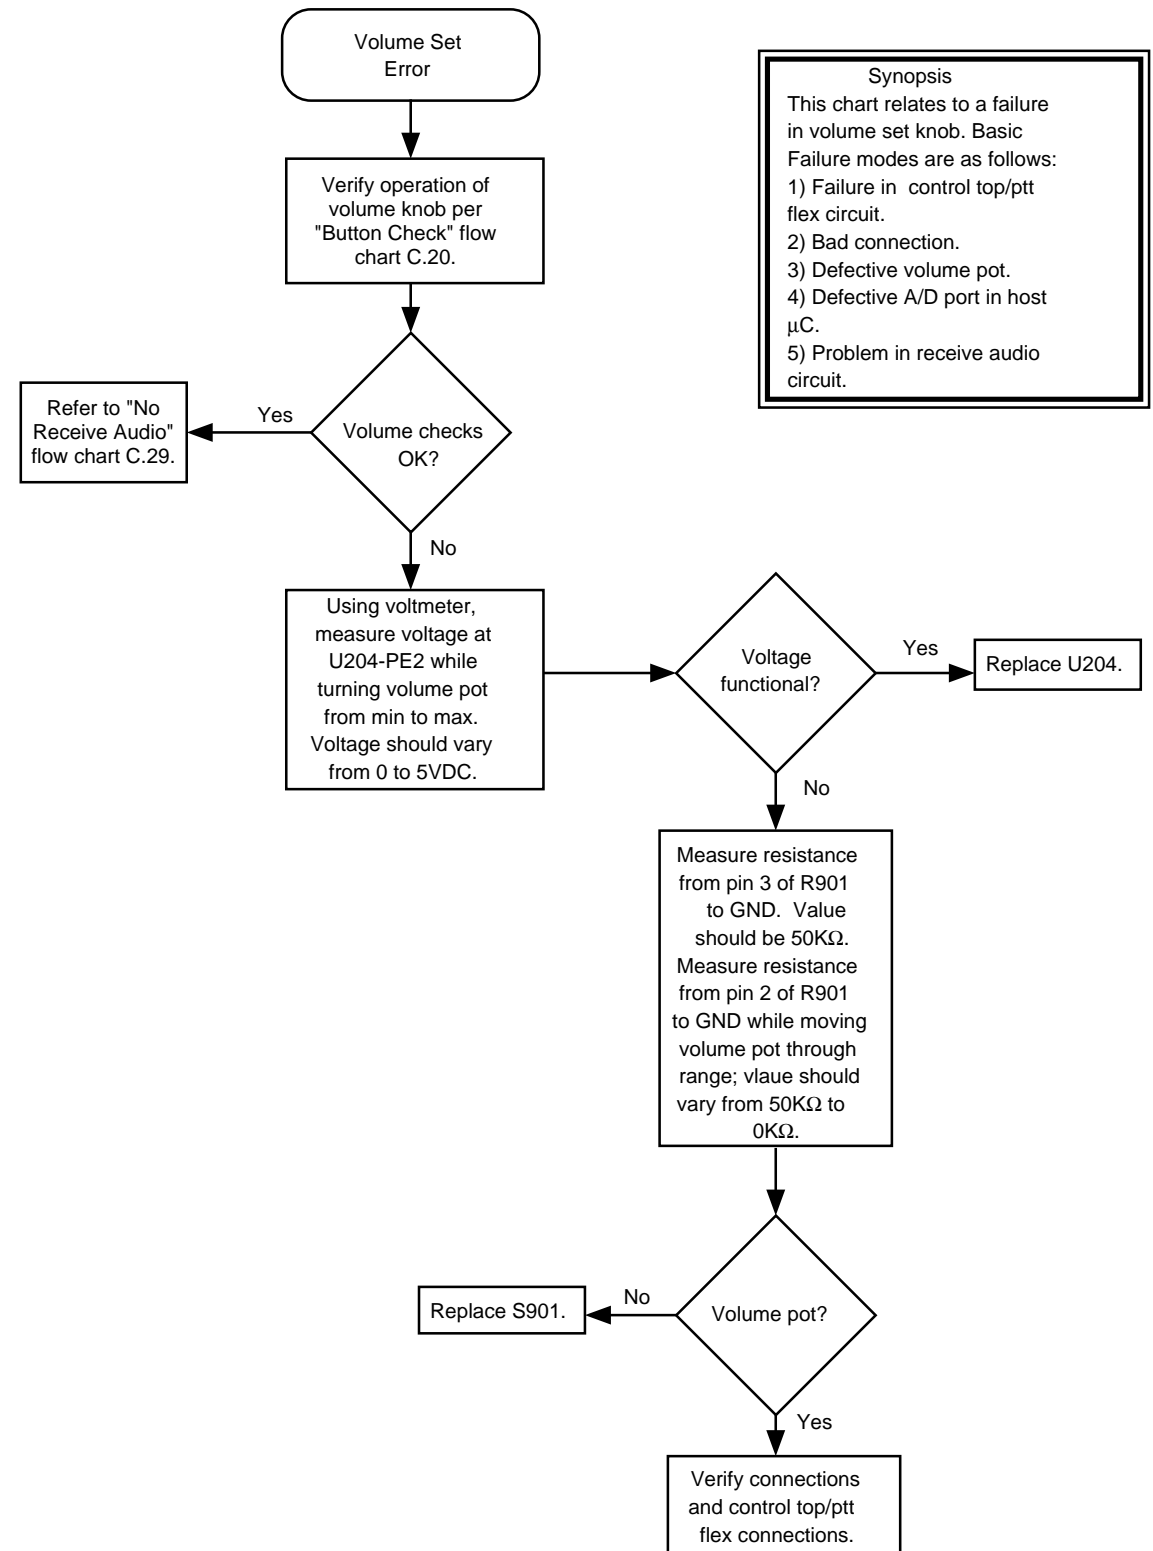 Volume Set
Error
Synopsis
This chart relates to a failure
in volume set knob. Basic
Failure modes are as follows:
1) Failure in  control top/ptt
flex circuit.
2) Bad connection.
3) Defective volume pot.
4) Defective A/D port in host
µC.
5) Problem in receive audio
circuit.
Verify operation of
volume knob per
"Button Check" flow
chart C.20.
Volume checks
OK?
Yes
Refer to "No
Receive Audio"
flow chart C.29.
No
Using voltmeter,
measure voltage at
U204-PE2 while
turning volume pot
from min to max.
Voltage should vary
from 0 to 5VDC.
Voltage
functional?
Yes
Replace U204.
No
Measure resistance
from pin 3 of R901
to GND.  Value
should be 50KΩ.
Measure resistance
from pin 2 of R901
to GND while moving
volume pot through
range; vlaue should
vary from 50KΩ to
0KΩ.
Volume pot?
No
Replace S901.
Yes
Verify connections
and control top/ptt
flex connections.